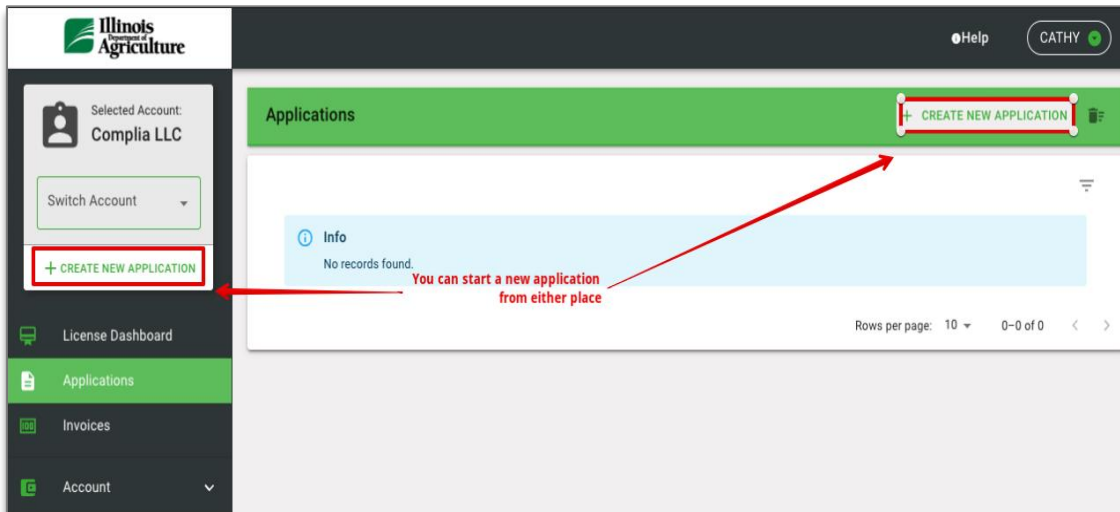 Illinois
Department of
Agriculture
Help
CATHY
Selected Account:
Complia LLC
Switch Account
+ CREATE NEW APPLICATION
License Dashboard
Applications
Invoices
Account
Applications
+ CREATE NEW APPLICATION
Info
No records found.
You can start a new application
from either place
Rows per page: 10 0-0 of 0